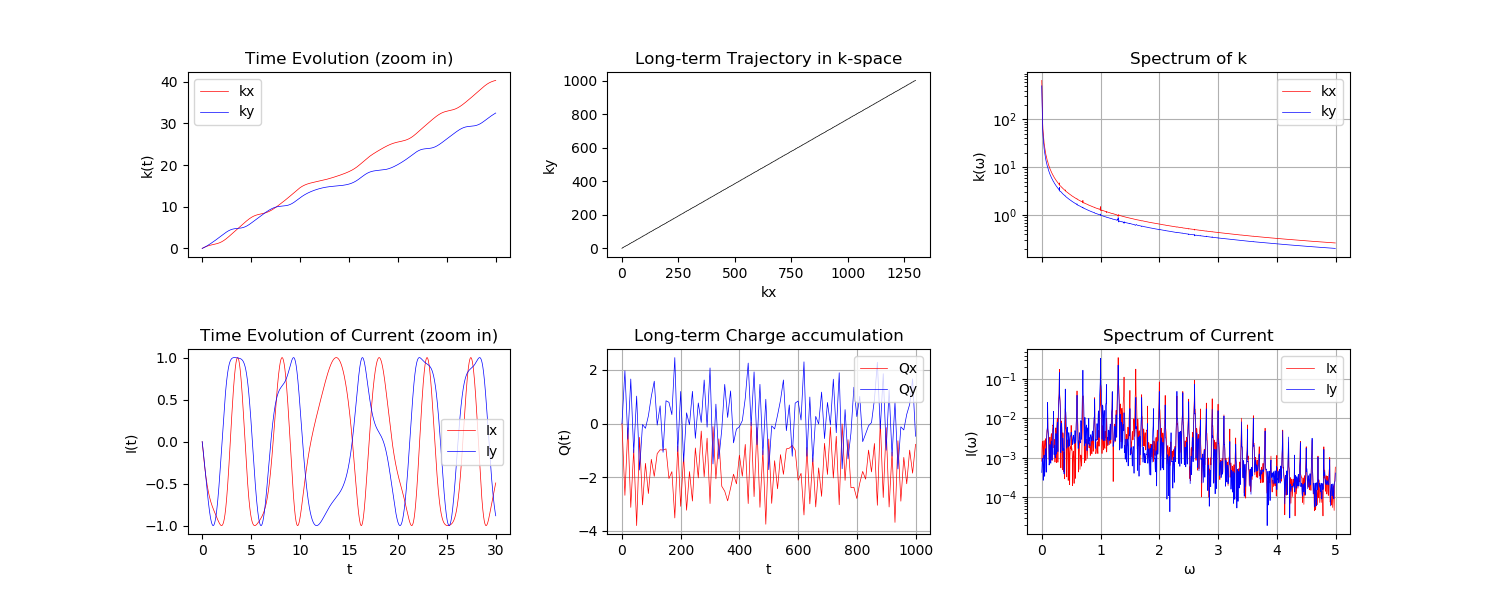 Time Evolution (zoom in)
k(t)
40
30
20
10
0
kx
ky
Long-term Trajectory in k-space
ky
1000
800
600
400
200
0
0 250 500 750 1000 1250
kx
Spectrum of k
k(ω)
10²
10¹
10⁰
kx
ky
Time Evolution of Current (zoom in)
I(t)
1.0
0.5
0.0
−0.5
−1.0
Ix
Iy
0 5 10 15 20 25 30
t
Long-term Charge accumulation
Q(t)
2
0
−2
−4
Qx
Qy
0 200 400 600 800 1000
t
Spectrum of Current
I(ω)
10⁻¹
10⁻²
10⁻³
10⁻⁴
Ix
Iy
0 1 2 3 4 5
ω